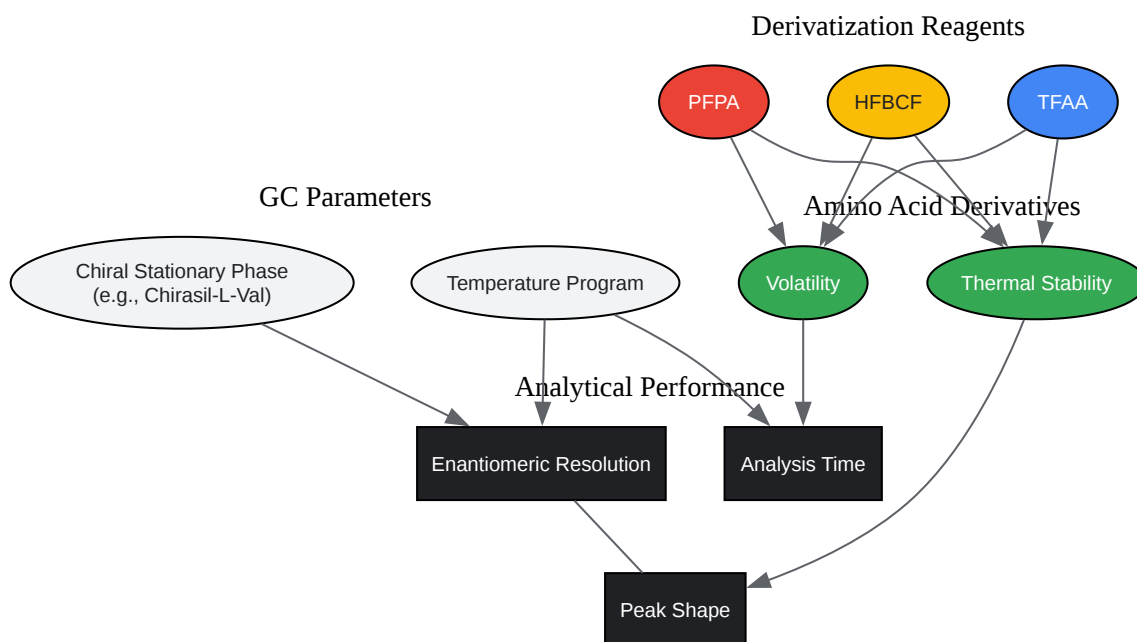 Derivatization Reagents
PFPA
HFBCF
TFAA
GC Parameters
Amino Acid Derivatives
Chiral Stationary Phase
(e.g., Chirasil-L-Val)
Temperature Program
Volatility
Thermal Stability
Analytical Performance
Enantiomeric Resolution
Analysis Time
Peak Shape